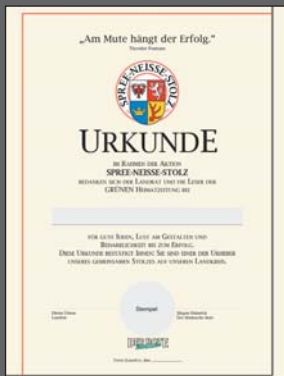 „Am Mute hängt der Erfolg.“
Theodor Fontane
SPREE-NEISSE-STOLZ
URKUNDE
IM RAHMEN DER AKTION
SPREE-NEISSE-STOLZ
BEDANKEN SICH DER LANDRAT UND DIE LESER DER
GRÜNEN HEIMATZEITUNG BEI
FÜR GUTE IDEEN, LUST AM GESTALTEN UND
BEHARRLICHKEIT BIS ZUM ERFOLG.
DIESE URKUNDE BESTÄTIGT IHNEN: SIE SIND EINER DER URHEBER
UNSERES GEMEINSAMEN STOLZES AUF UNSEREN LANDKREIS.
Stempel
Landrat